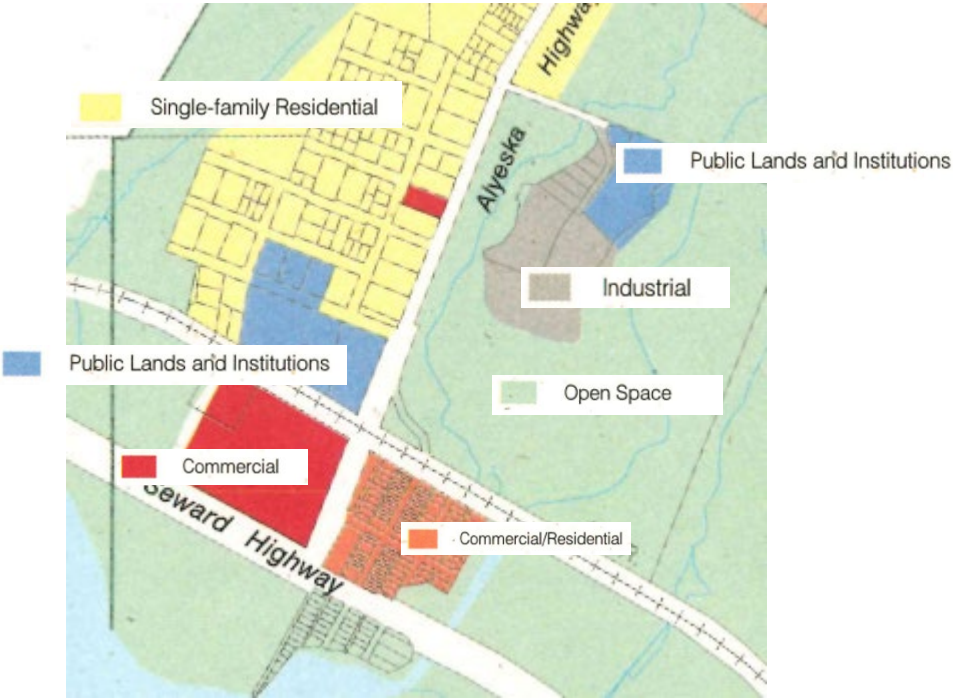 Highway
Single-family Residential
Alyeska
Public Lands and Institutions
Industrial
Public Lands and Institutions
Open Space
Commercial
Seward Highway
Commercial/Residential